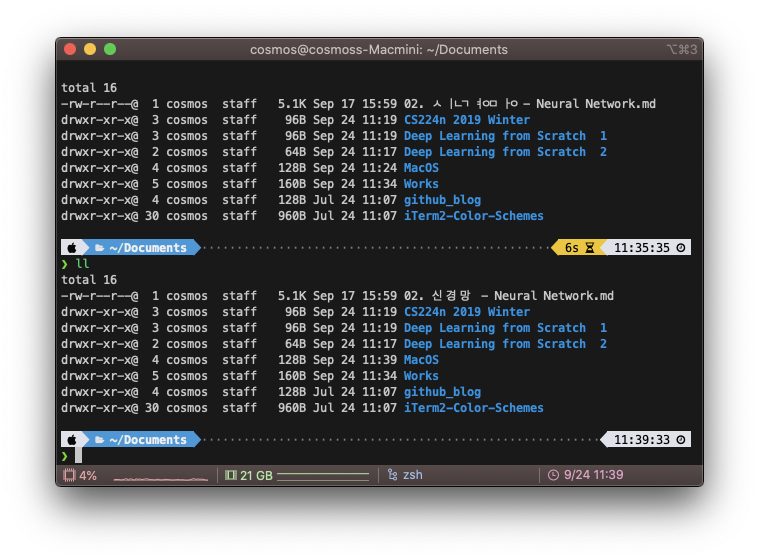 cosmos@cosmoss-Macmini: ~/Documents ⌥⌘3
total 16
-rw-r--r--@ 1 cosmos staff 5.1K Sep 17 15:59 02. ㅅㅣㄴㄱㅕㅇㅁㅏㅇ - Neural Network.md
drwxr-xr-x@ 3 cosmos staff 96B Sep 24 11:19 CS224n 2019 Winter
drwxr-xr-x@ 3 cosmos staff 96B Sep 24 11:19 Deep Learning from Scratch 1
drwxr-xr-x@ 2 cosmos staff 64B Sep 24 11:17 Deep Learning from Scratch 2
drwxr-xr-x@ 4 cosmos staff 128B Sep 24 11:24 MacOS
drwxr-xr-x@ 5 cosmos staff 160B Sep 24 11:34 Works
drwxr-xr-x@ 4 cosmos staff 128B Jul 24 11:07 github_blog
drwxr-xr-x@ 30 cosmos staff 960B Jul 24 11:07 iTerm2-Color-Schemes
~/Documents 6s 11:35:35
❯ ll
total 16
-rw-r--r--@ 1 cosmos staff 5.1K Sep 17 15:59 02. 신경망 - Neural Network.md
drwxr-xr-x@ 3 cosmos staff 96B Sep 24 11:19 CS224n 2019 Winter
drwxr-xr-x@ 3 cosmos staff 96B Sep 24 11:19 Deep Learning from Scratch 1
drwxr-xr-x@ 2 cosmos staff 64B Sep 24 11:17 Deep Learning from Scratch 2
drwxr-xr-x@ 4 cosmos staff 128B Sep 24 11:39 MacOS
drwxr-xr-x@ 5 cosmos staff 160B Sep 24 11:34 Works
drwxr-xr-x@ 4 cosmos staff 128B Jul 24 11:07 github_blog
drwxr-xr-x@ 30 cosmos staff 960B Jul 24 11:07 iTerm2-Color-Schemes
~/Documents 11:39:33
❯
4% 21 GB zsh 9/24 11:39